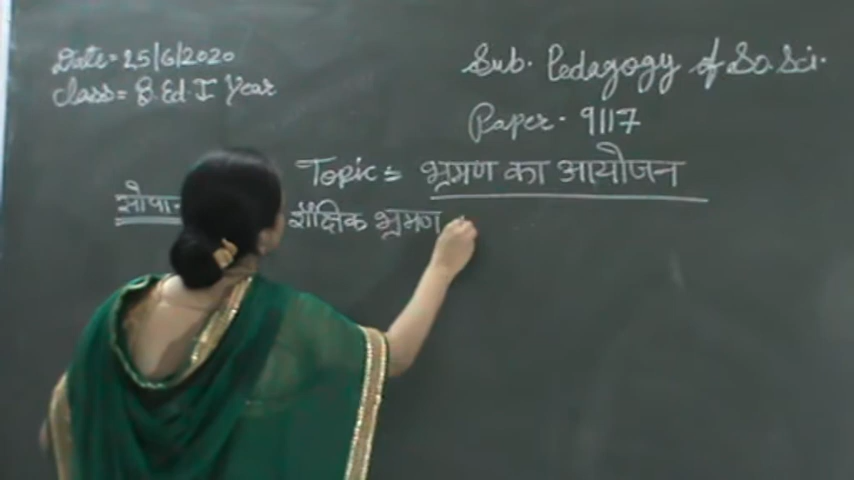 Date = 25/6/2020
Class = B.Ed. I Year
Sub. Pedagogy of So.Sci.
Paper - 9117
Topic = भ्रमण का आयोजन
सोपा शैक्षिक भ्रमण